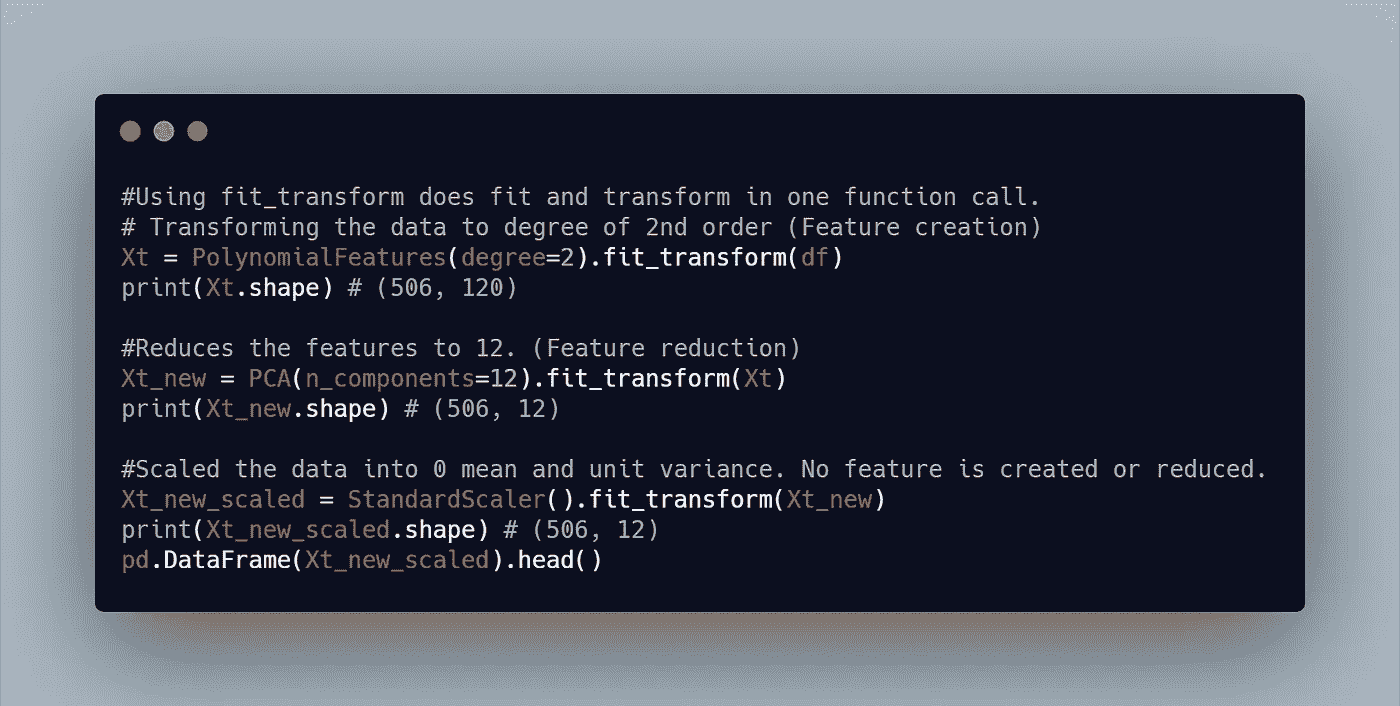 #Using fit_transform does fit and transform in one function call.
# Transforming the data to degree of 2nd order (Feature creation)
Xt = PolynomialFeatures(degree=2).fit_transform(df)
print(Xt.shape) # (506, 120)
#Reduces the features to 12. (Feature reduction)
Xt_new = PCA(n_components=12).fit_transform(Xt)
print(Xt_new.shape) # (506, 12)
#Scaled the data into 0 mean and unit variance. No feature is created or reduced.
Xt_new_scaled = StandardScaler().fit_transform(Xt_new)
print(Xt_new_scaled.shape) # (506, 12)
pd.DataFrame(Xt_new_scaled).head()